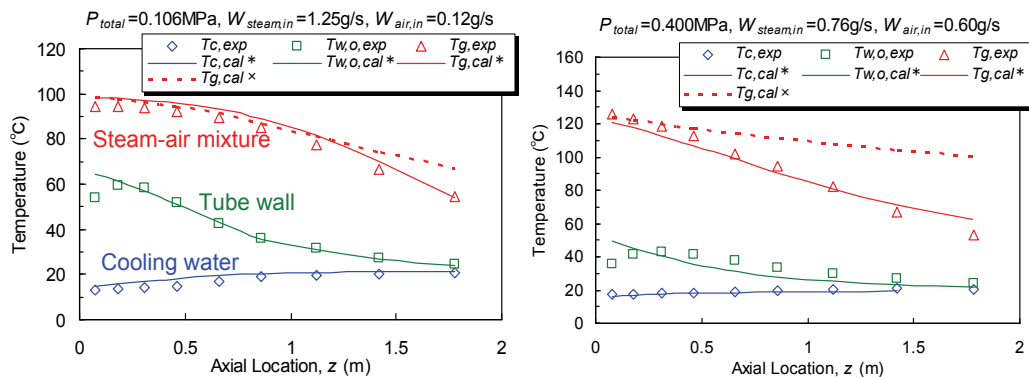 P_total=0.106MPa, W_steam,in=1.25g/s, W_air,in=0.12g/s
Tc,exp Tw,o,exp Tg,exp
Tc,cal* Tw,o,cal* Tg,cal*
Tg,cal×
120
100
80
60
40
20
0
Temperature (°C)
Steam-air mixture
Tube wall
Cooling water
0 0.5 1 1.5 2
Axial Location, z (m)
P_total=0.400MPa, W_steam,in=0.76g/s, W_air,in=0.60g/s
Tc,exp Tw,o,exp Tg,exp
Tc,cal* Tw,o,cal* Tg,cal*
Tg,cal×
160
140
120
100
80
60
40
20
0
Temperature (°C)
0 0.5 1 1.5 2
Axial Location, z (m)